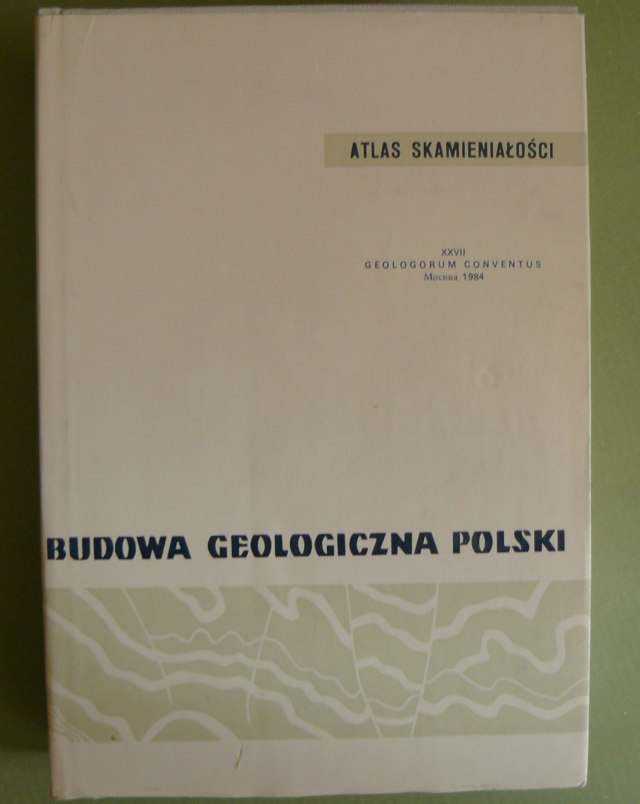 ATLAS SKAMIENIAŁOŚCI
XXVII
GEOLOGORUM CONVENTUS
Москва 1984
BUDOWA GEOLOGICZNA POLSKI